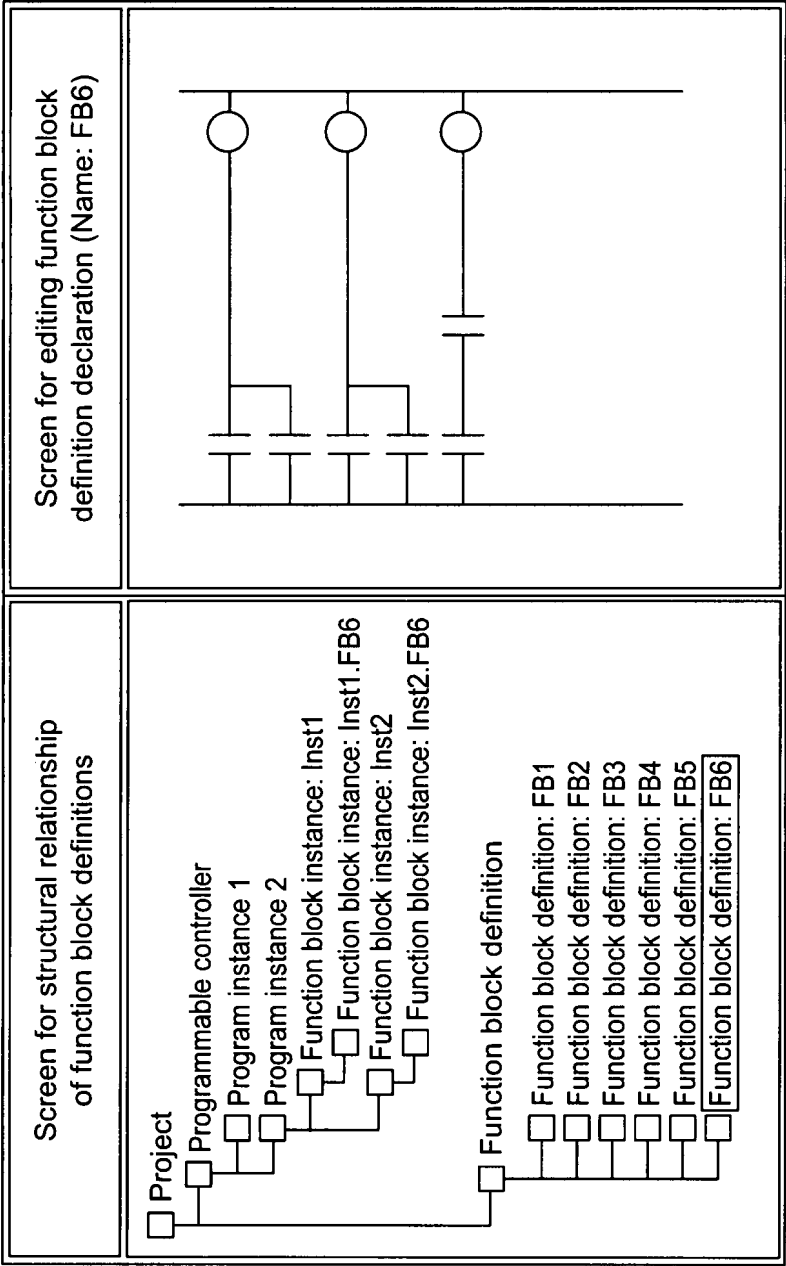 Screen for structural relationship
of function block definitions
Project
Programmable controller
Program instance 1
Program instance 2
Function block instance: Inst1
Function block instance: Inst1.FB6
Function block instance: Inst2
Function block instance: Inst2.FB6
Function block definition
Function block definition: FB1
Function block definition: FB2
Function block definition: FB3
Function block definition: FB4
Function block definition: FB5
Function block definition: FB6
Screen for editing function block
definition declaration (Name: FB6)